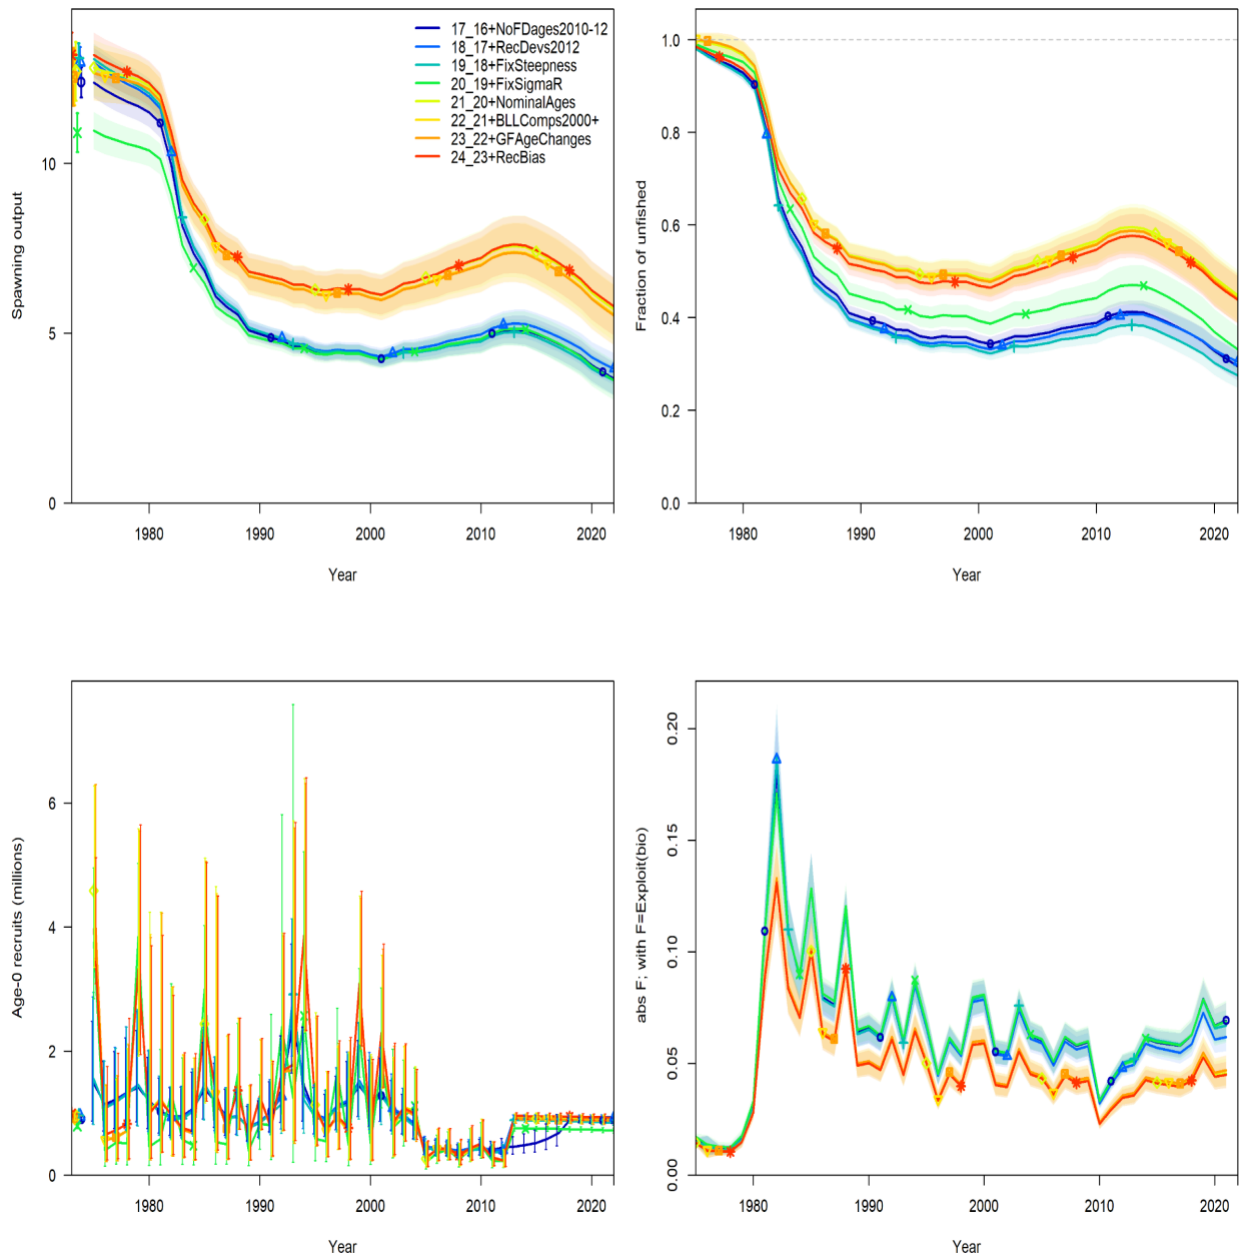 17_16+NoFDages2010-12
18_17+RecDevs2012
19_18+FixSteepness
20_19+FixSigmaR
21_20+NominalAges
22_21+BLLComps2000+
23_22+GFAgeChanges
24_23+RecBias
Spawning output
10
5
0
1980
1990
2000
2010
2020
Year
Fraction of unfished
1.0
0.8
0.6
0.4
0.2
0.0
1980
1990
2000
2010
2020
Year
Age-0 recruits (millions)
6
4
2
0
1980
1990
2000
2010
2020
Year
abs F; with F=Exploit(bio)
0.20
0.15
0.10
0.05
0.00
1980
1990
2000
2010
2020
Year